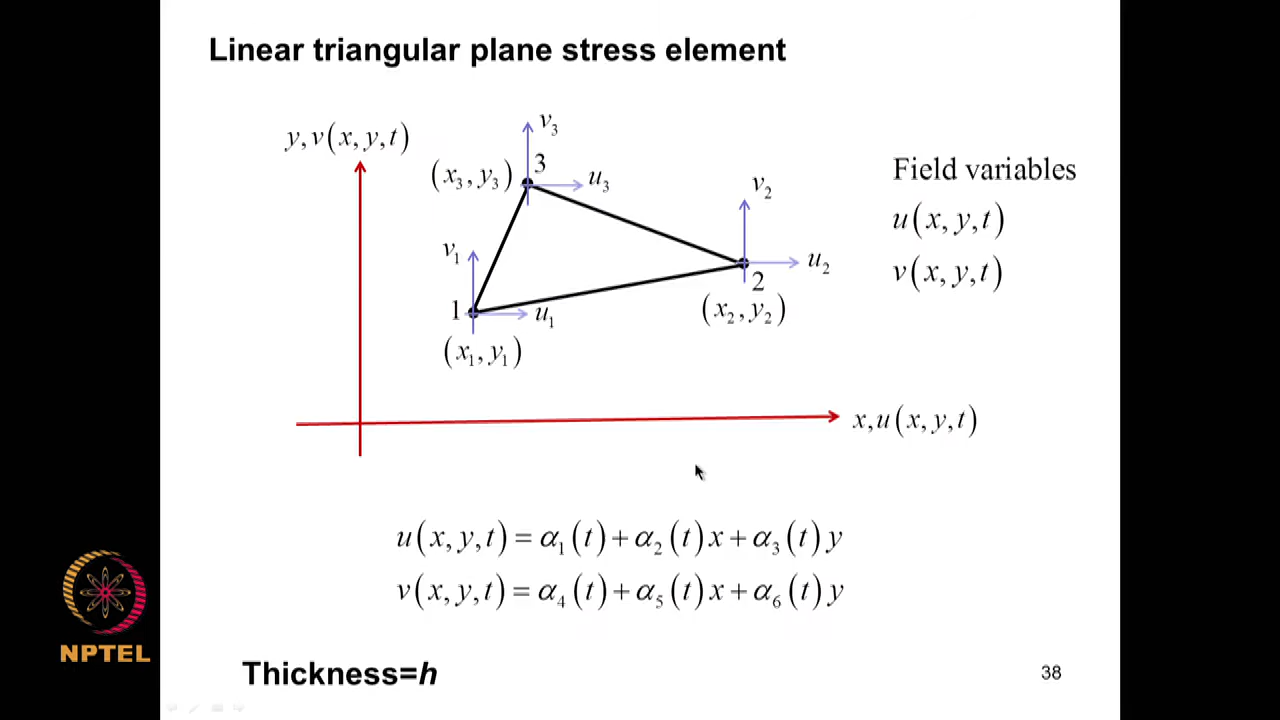 Linear triangular plane stress element
y,v(x,y,t)
v₃
(x₃,y₃)
3
u₃
v₂
Field variables
u(x,y,t)
v(x,y,t)
v₁
u₂
2
(x₂,y₂)
1
u₁
(x₁,y₁)
x,u(x,y,t)
u(x,y,t)=α₁(t)+α₂(t)x+α₃(t)y
v(x,y,t)=α₄(t)+α₅(t)x+α₆(t)y
NPTEL
Thickness=h
38